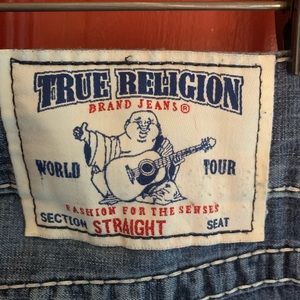 TRUE RELIGION
BRAND JEANS®
WORLD TOUR
FASHION FOR THE SENSES
SECTION STRAIGHT SEAT